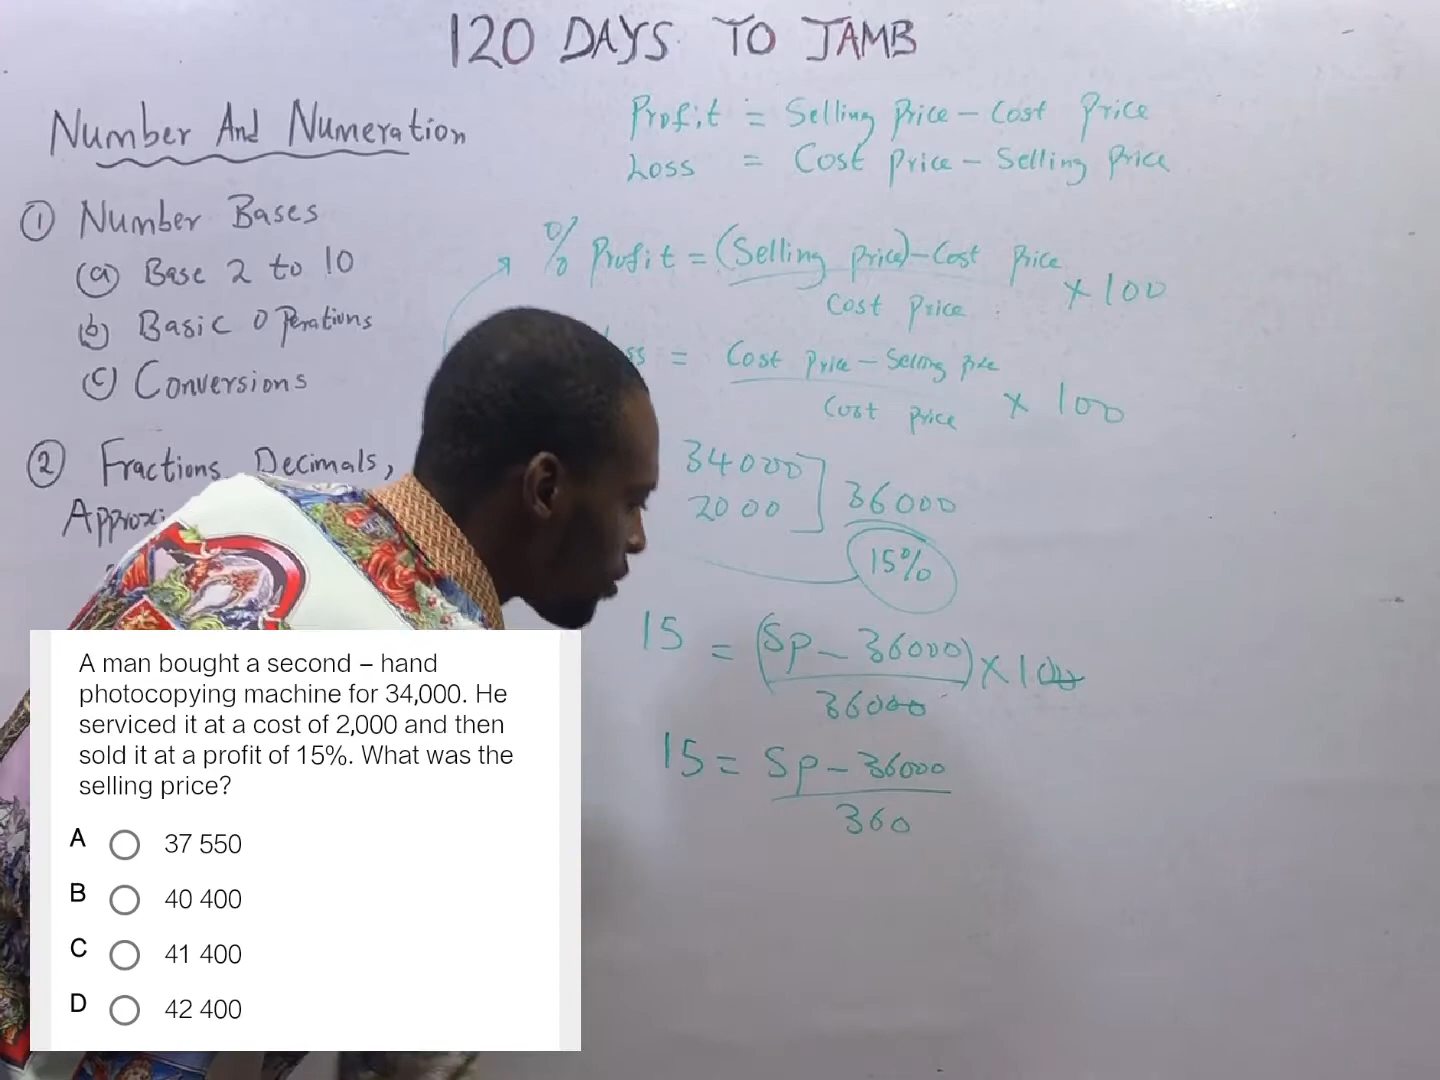 120 DAYS TO JAMB
Number And Numeration
① Number Bases
(a) Base 2 to 10
(b) Basic Operations
(c) Conversions
② Fractions, Decimals,
Profit = Selling Price - Cost Price
Loss = Cost Price - Selling Price
% Profit = (Selling Price) - Cost Price
Cost Price
× 100
= Cost Price - Selling Price
Cost Price
× 100
34000
2000
36000
15%
15 = (Sp - 36000) × 100
36000
15 = Sp - 36000
360
A man bought a second – hand
photocopying machine for 34,000. He
serviced it at a cost of 2,000 and then
sold it at a profit of 15%. What was the
selling price?
A 37 550
B 40 400
C 41 400
D 42 400